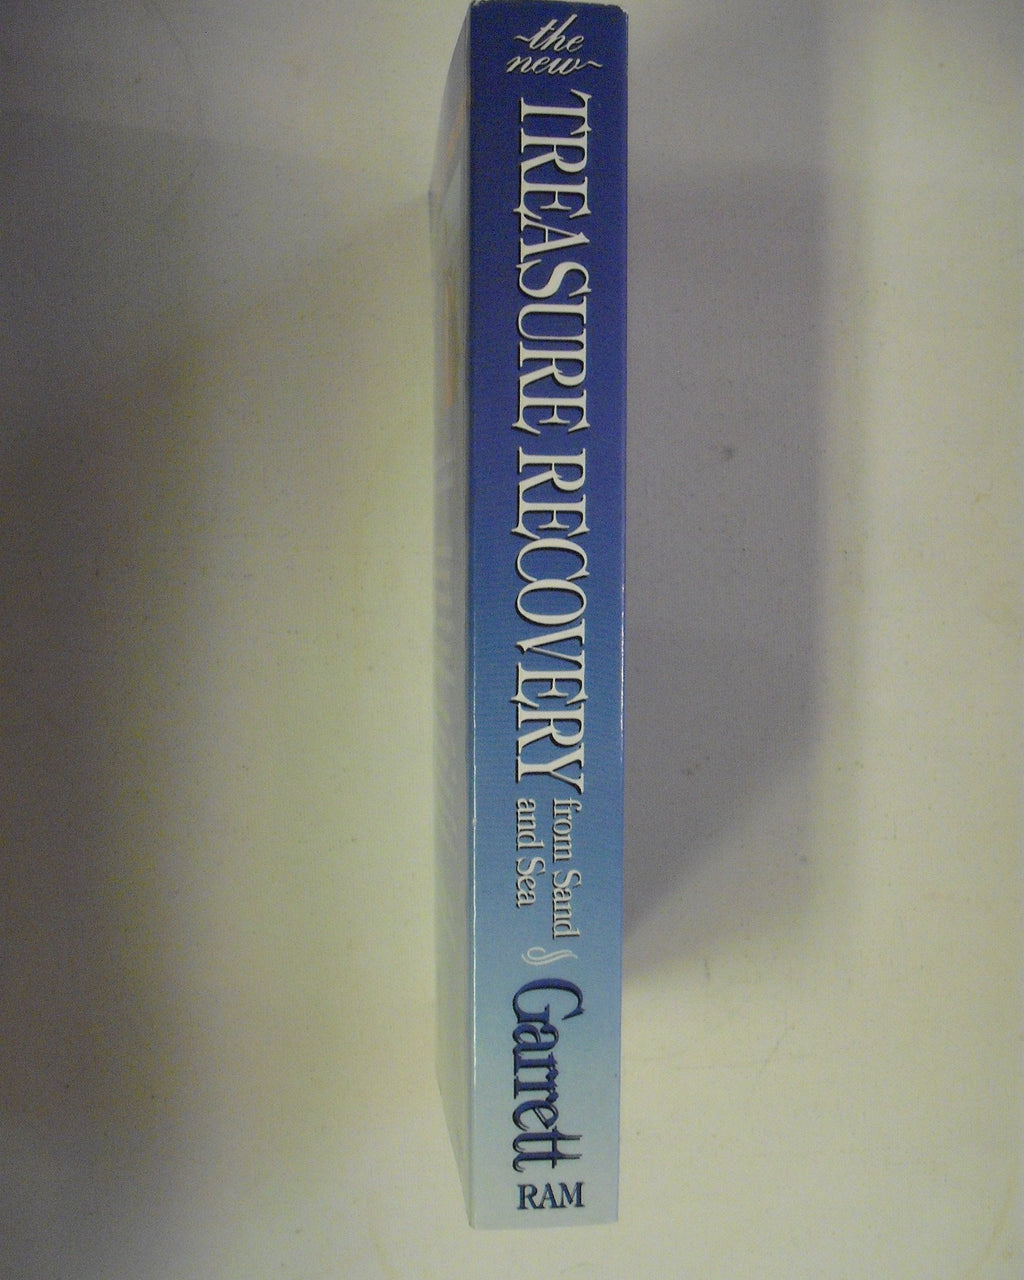 the
new
TREASURE RECOVERY
from Sand
and Sea
Garrett
RAM